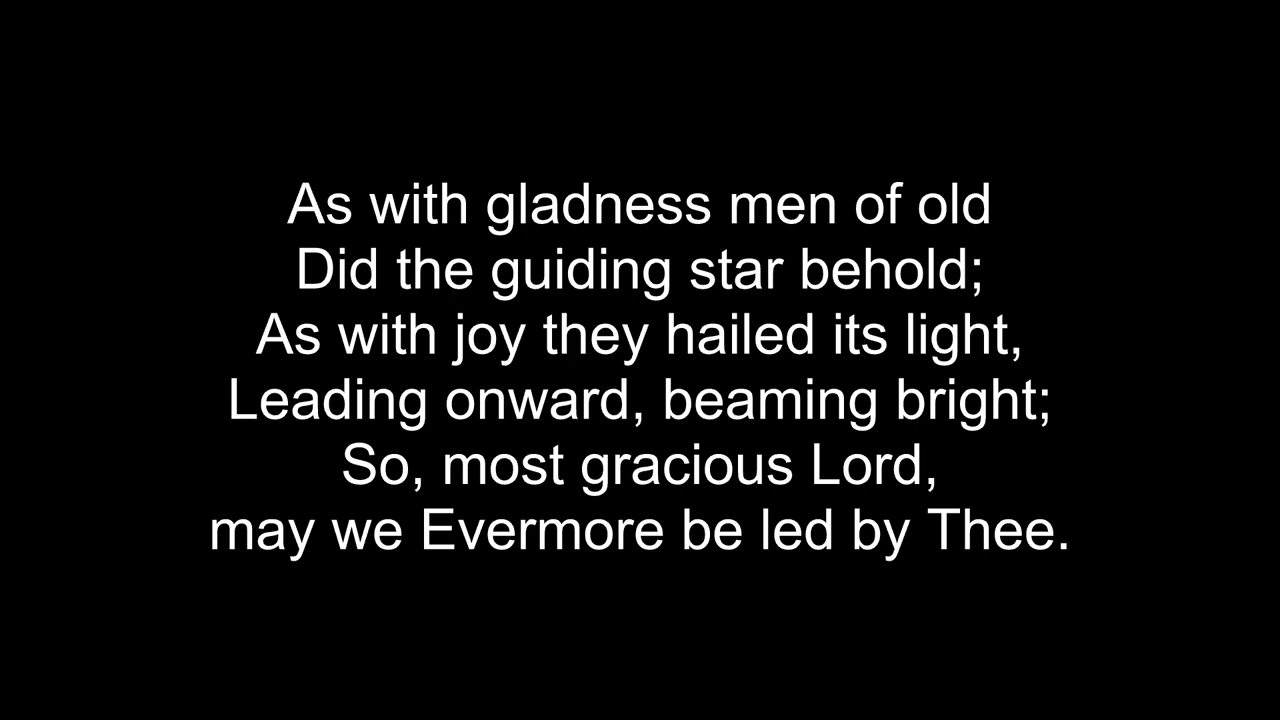 As with gladness men of old
Did the guiding star behold;
As with joy they hailed its light,
Leading onward, beaming bright;
So, most gracious Lord,
may we Evermore be led by Thee.